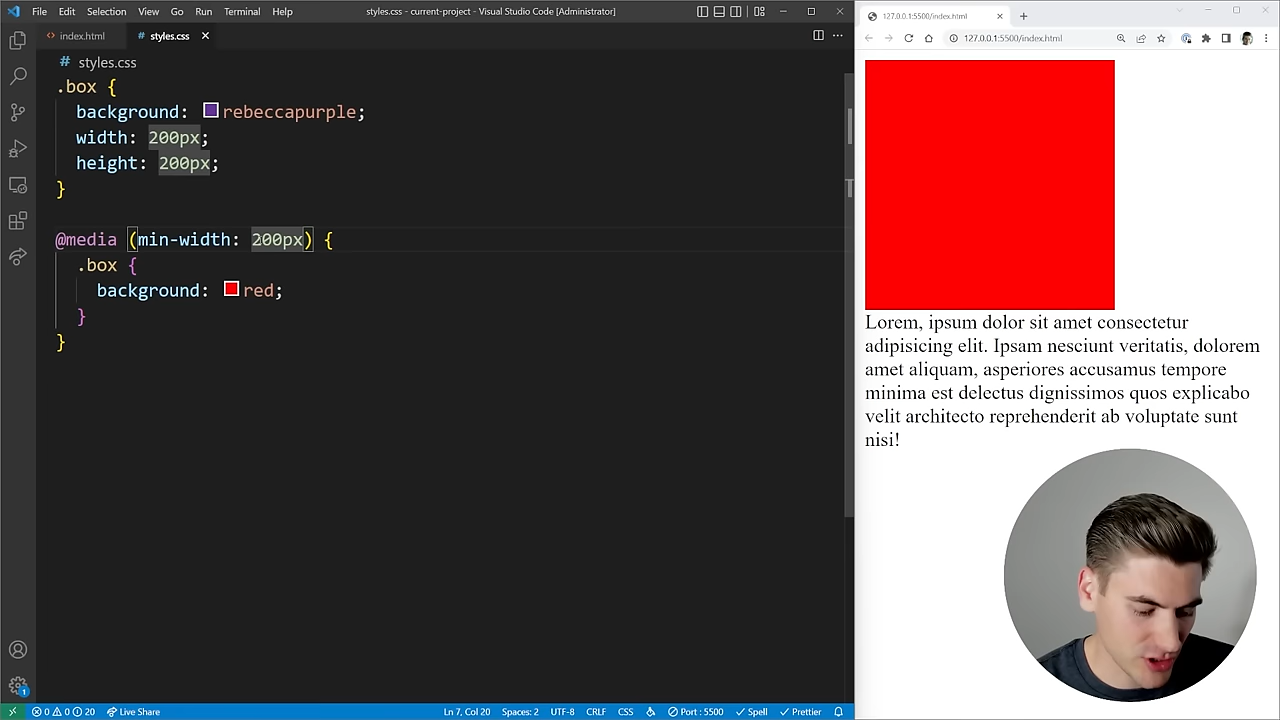 File Edit Selection View Go Run Terminal Help
styles.css - current-project - Visual Studio Code [Administrator]
index.html
styles.css
# styles.css
.box {
background: rebeccapurple;
width: 200px;
height: 200px;
}
@media (min-width: 200px) {
.box {
background: red;
}
}
0 0 20 Live Share
Ln 7, Col 20 Spaces: 2 UTF-8 CRLF CSS Port : 5500 Spell Prettier
1
127.0.0.1:5500/index.html
127.0.0.1:5500/index.html
Lorem, ipsum dolor sit amet consectetur
adipisicing elit. Ipsam nesciunt veritatis, dolorem
amet aliquam, asperiores accusamus tempore
minima est delectus dignissimos quos explicabo
velit architecto reprehenderit ab voluptate sunt
nisi!